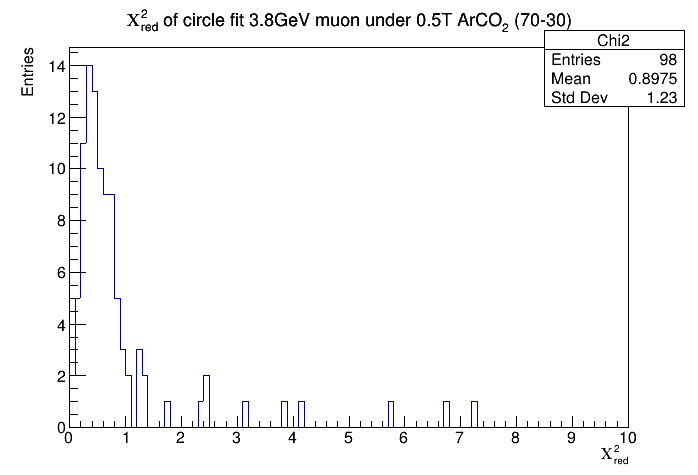 Χ²red of circle fit 3.8GeV muon under 0.5T ArCO₂ (70-30)
Chi2
Entries 98
Mean 0.8975
Std Dev 1.23
Entries
14
12
10
8
6
4
2
0
0 1 2 3 4 5 6 7 8 9 10
Χ²red